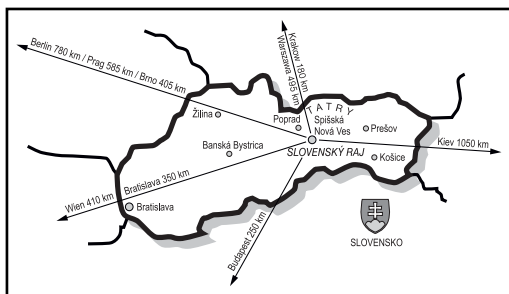 Berlin 780 km / Prag 585 km / Brno 405 km
Krakow 180 km
Warszawa 495 km
TATRY
Žilina
Poprad
Spišská
Nová Ves
Prešov
Banská Bystrica
SLOVENSKÝ RAJ
Kiev 1050 km
Košice
Wien 410 km
Bratislava 350 km
Bratislava
Budapest 250 km
SLOVENSKO